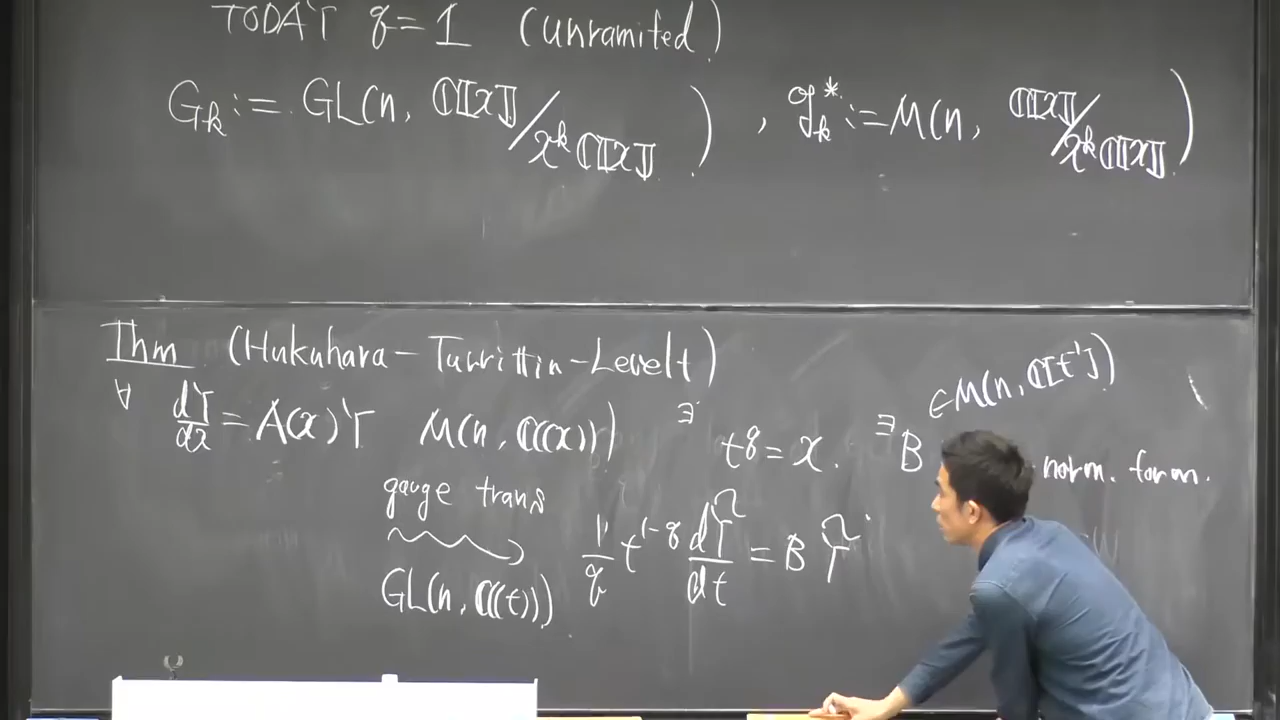 TODAY q=1 (unramited)
G_k := GL(n, ℂ[[x]]/x^k ℂ[[x]]), 𝔤_k^* := M(n, ℂ[[x]]/x^k ℂ[[x]])
Thm (Hukuhara-Turrittin-Levelt)
∀ dY/dx = A(x)Y M(n, ℂ((x))) ∃ t^q = x. ∃B ∈M(n, ℂ[t^-1]) norm. form.
gauge trans
GL(n, ℂ((t))) 1/q t^{1-q} dỸ/dt = B Ỹ.